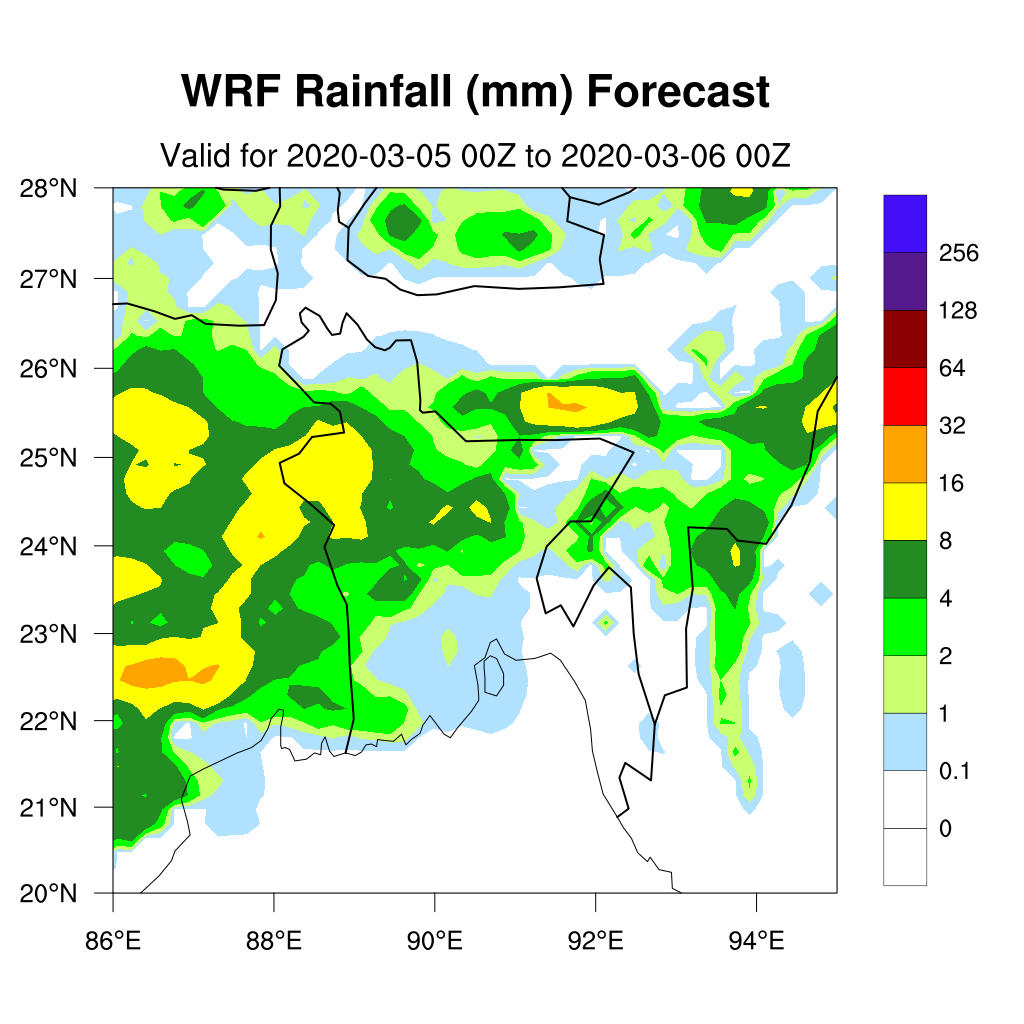 WRF Rainfall (mm) Forecast
Valid for 2020-03-05 00Z to 2020-03-06 00Z
28°N
27°N
26°N
25°N
24°N
23°N
22°N
21°N
20°N
86°E 88°E 90°E 92°E 94°E
256
128
64
32
16
8
4
2
1
0.1
0